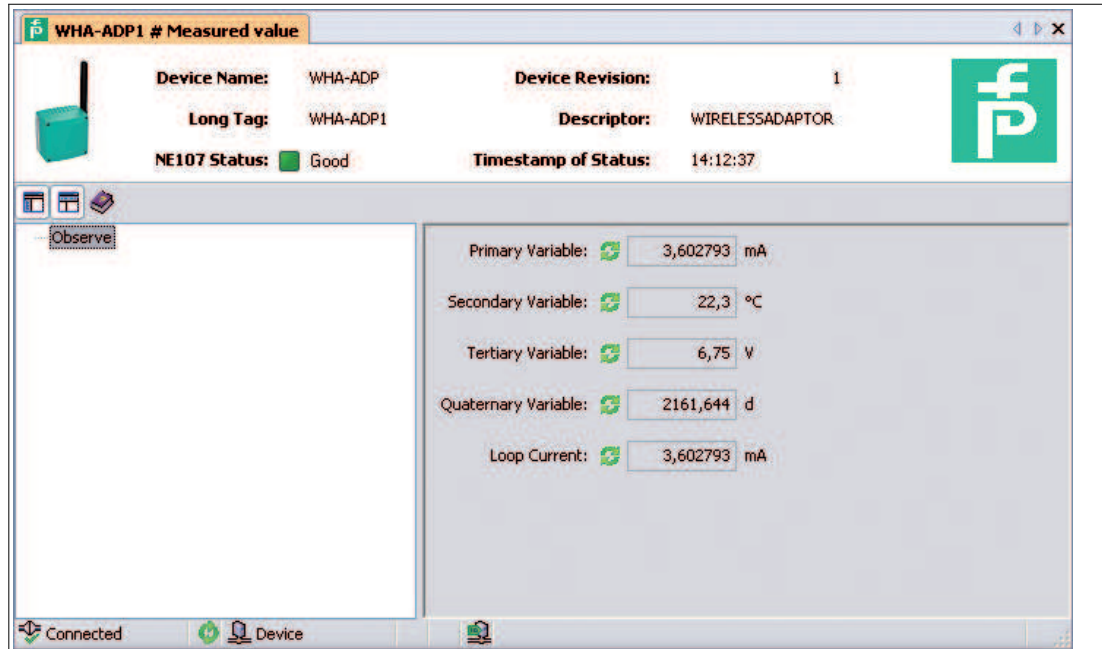 WHA-ADP1 # Measured value
Device Name: WHA-ADP Device Revision: 1
Long Tag: WHA-ADP1 Descriptor: WIRELESSADAPTOR
NE107 Status: Good Timestamp of Status: 14:12:37
Observe
Primary Variable: 3,602793 mA
Secondary Variable: 22,3 °C
Tertiary Variable: 6,75 V
Quaternary Variable: 2161,644 d
Loop Current: 3,602793 mA
Connected Device